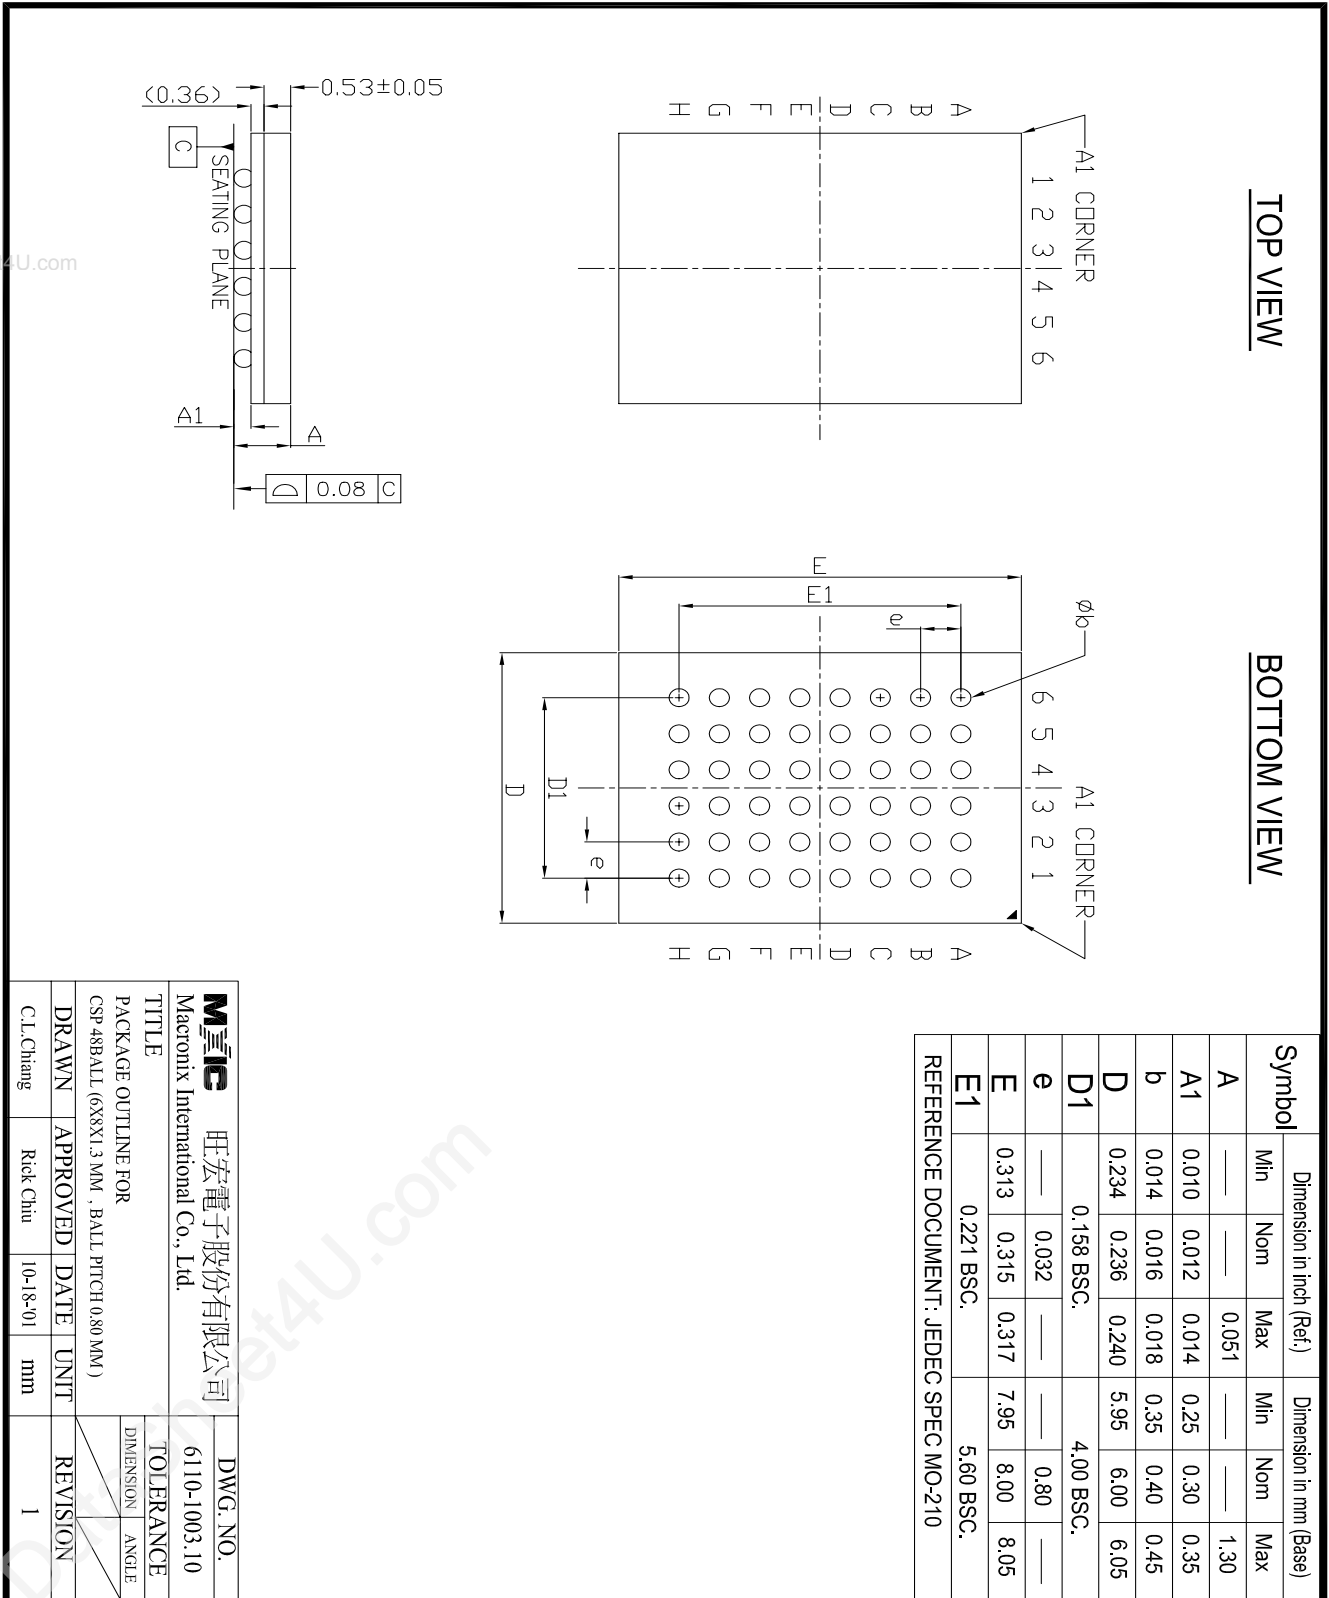 TOP VIEW
A1 CORNER
1 2 3 4 5 6
A
B
C
D
E
F
G
H
0.53±0.05
(0.36)
C
SEATING PLANE
A
A1
0.08 C
BOTTOM VIEW
Øb
A1 CORNER
6 5 4 3 2 1
E
E1
e
D1
D
e
A
B
C
D
E
F
G
H
Symbol Dimension in inch (Ref.) Dimension in mm (Base)
Min Nom Max Min Nom Max
A — — 0.051 — — 1.30
A1 0.010 0.012 0.014 0.25 0.30 0.35
b 0.014 0.016 0.018 0.35 0.40 0.45
D 0.234 0.236 0.240 5.95 6.00 6.05
D1 0.158 BSC. 4.00 BSC.
e — 0.032 — — 0.80 —
E 0.313 0.315 0.317 7.95 8.00 8.05
E1 0.221 BSC. 5.60 BSC.
REFERENCE DOCUMENT: JEDEC SPEC MO-210
MXIC 旺宏電子股份有限公司
Macronix International Co., Ltd.
DWG. NO.
6110-1003.10
TITLE
PACKAGE OUTLINE FOR
CSP 48BALL (6X8X1.3 MM , BALL PITCH 0.80 MM)
TOLERANCE
DIMENSION ANGLE
DRAWN APPROVED DATE UNIT REVISION
C.L.Chiang Rick Chiu 10-18-'01 mm 1
4U.com
DataSheet4U.com